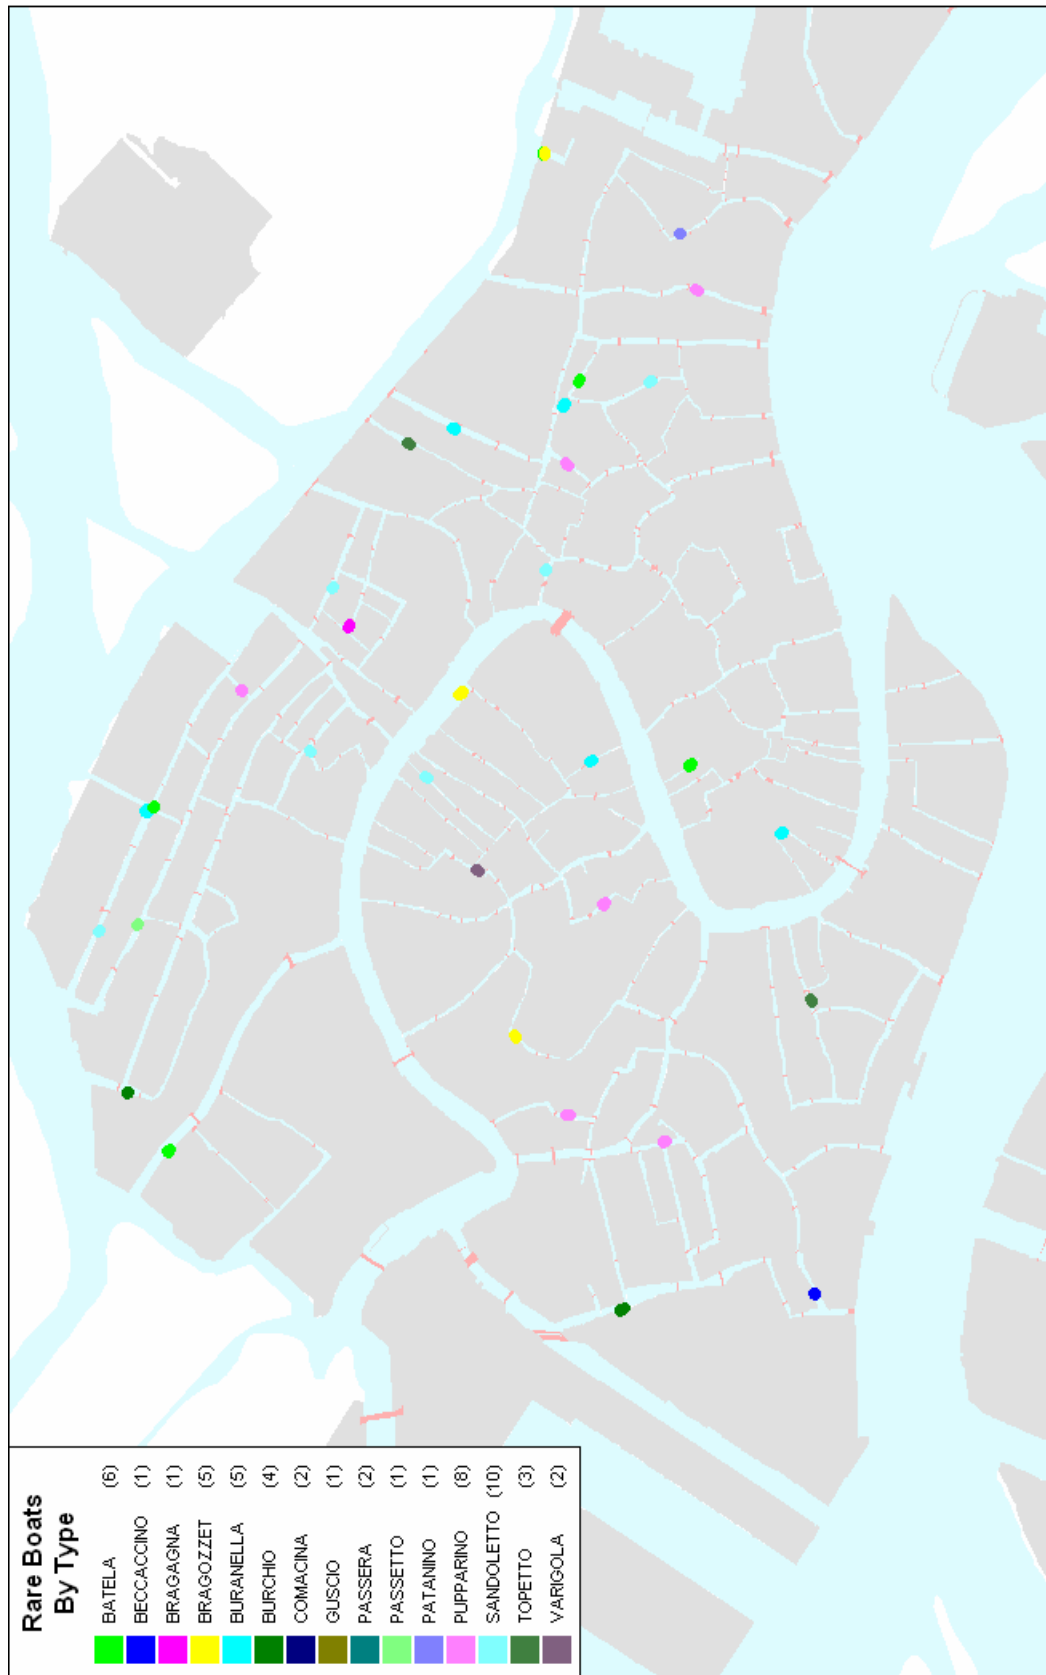 Rare Boats
By Type
BATELA (6)
BECCACCINO (1)
BRAGAGNA (1)
BRAGOZZET (5)
BURANELLA (5)
BURCHIO (4)
COMACINA (2)
GUSCIO (1)
PASSERA (2)
PASSETTO (1)
PATANINO (1)
PUPPARINO (8)
SANDOLETTO (10)
TOPETTO (3)
VARIGOLA (2)